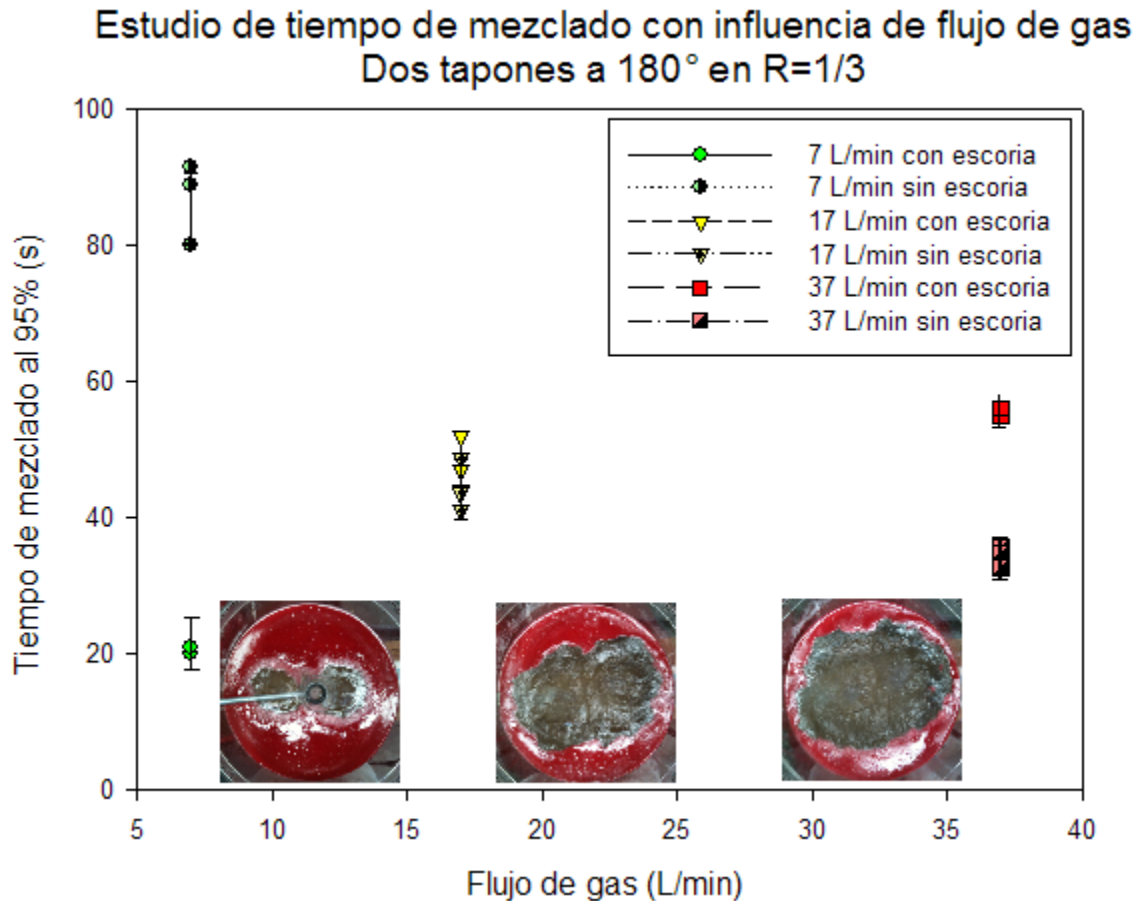 Estudio de tiempo de mezclado con influencia de flujo de gas
Dos tapones a 180° en R=1/3
100
80
60
40
20
0
Tiempo de mezclado al 95% (s)
7 L/min con escoria
7 L/min sin escoria
17 L/min con escoria
17 L/min sin escoria
37 L/min con escoria
37 L/min sin escoria
5 10 15 20 25 30 35 40
Flujo de gas (L/min)